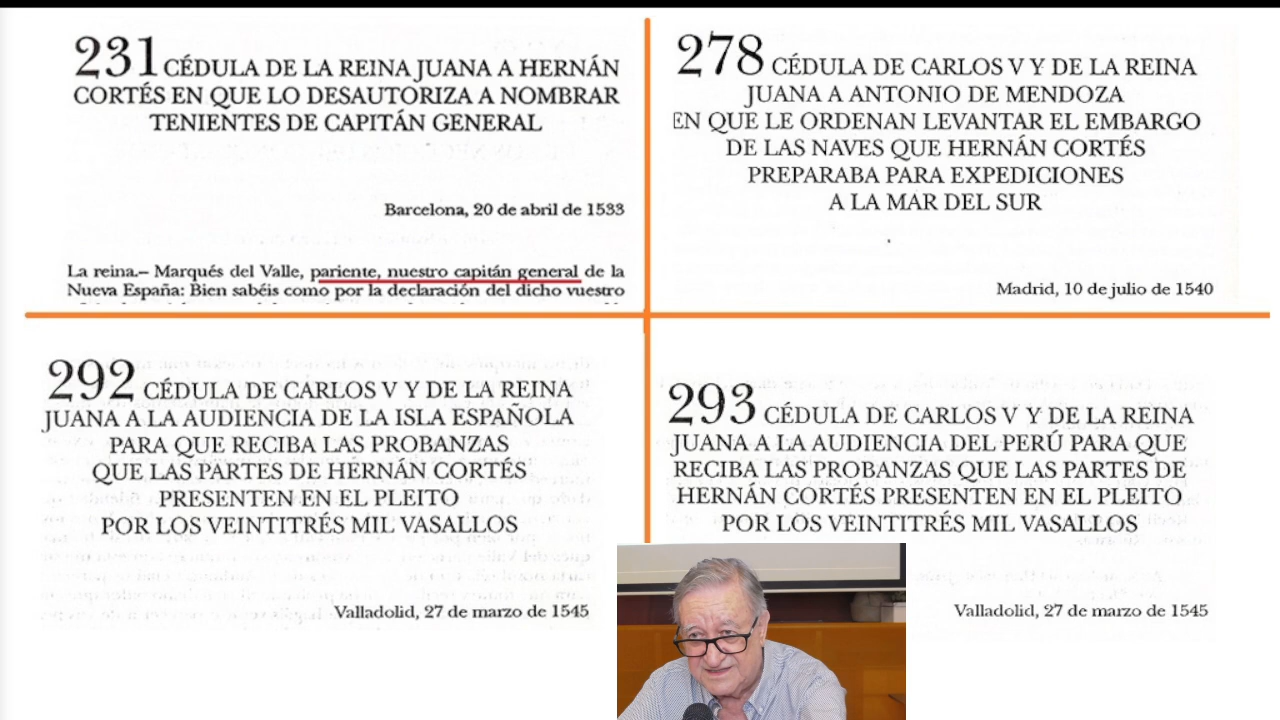 231 CÉDULA DE LA REINA JUANA A HERNÁN
CORTÉS EN QUE LO DESAUTORIZA A NOMBRAR
TENIENTES DE CAPITÁN GENERAL
Barcelona, 20 de abril de 1533
La reina.– Marqués del Valle, pariente, nuestro capitán general de la
Nueva España: Bien sabéis como por la declaración del dicho vuestro
278 CÉDULA DE CARLOS V Y DE LA REINA
JUANA A ANTONIO DE MENDOZA
EN QUE LE ORDENAN LEVANTAR EL EMBARGO
DE LAS NAVES QUE HERNÁN CORTÉS
PREPARABA PARA EXPEDICIONES
A LA MAR DEL SUR
Madrid, 10 de julio de 1540
292 CÉDULA DE CARLOS V Y DE LA REINA
JUANA A LA AUDIENCIA DE LA ISLA ESPAÑOLA
PARA QUE RECIBA LAS PROBANZAS
QUE LAS PARTES DE HERNÁN CORTÉS
PRESENTEN EN EL PLEITO
POR LOS VEINTITRÉS MIL VASALLOS
Valladolid, 27 de marzo de 1545
293 CÉDULA DE CARLOS V Y DE LA REINA
JUANA A LA AUDIENCIA DEL PERÚ PARA QUE
RECIBA LAS PROBANZAS QUE LAS PARTES DE
HERNÁN CORTÉS PRESENTEN EN EL PLEITO
POR LOS VEINTITRÉS MIL VASALLOS
Valladolid, 27 de marzo de 1545